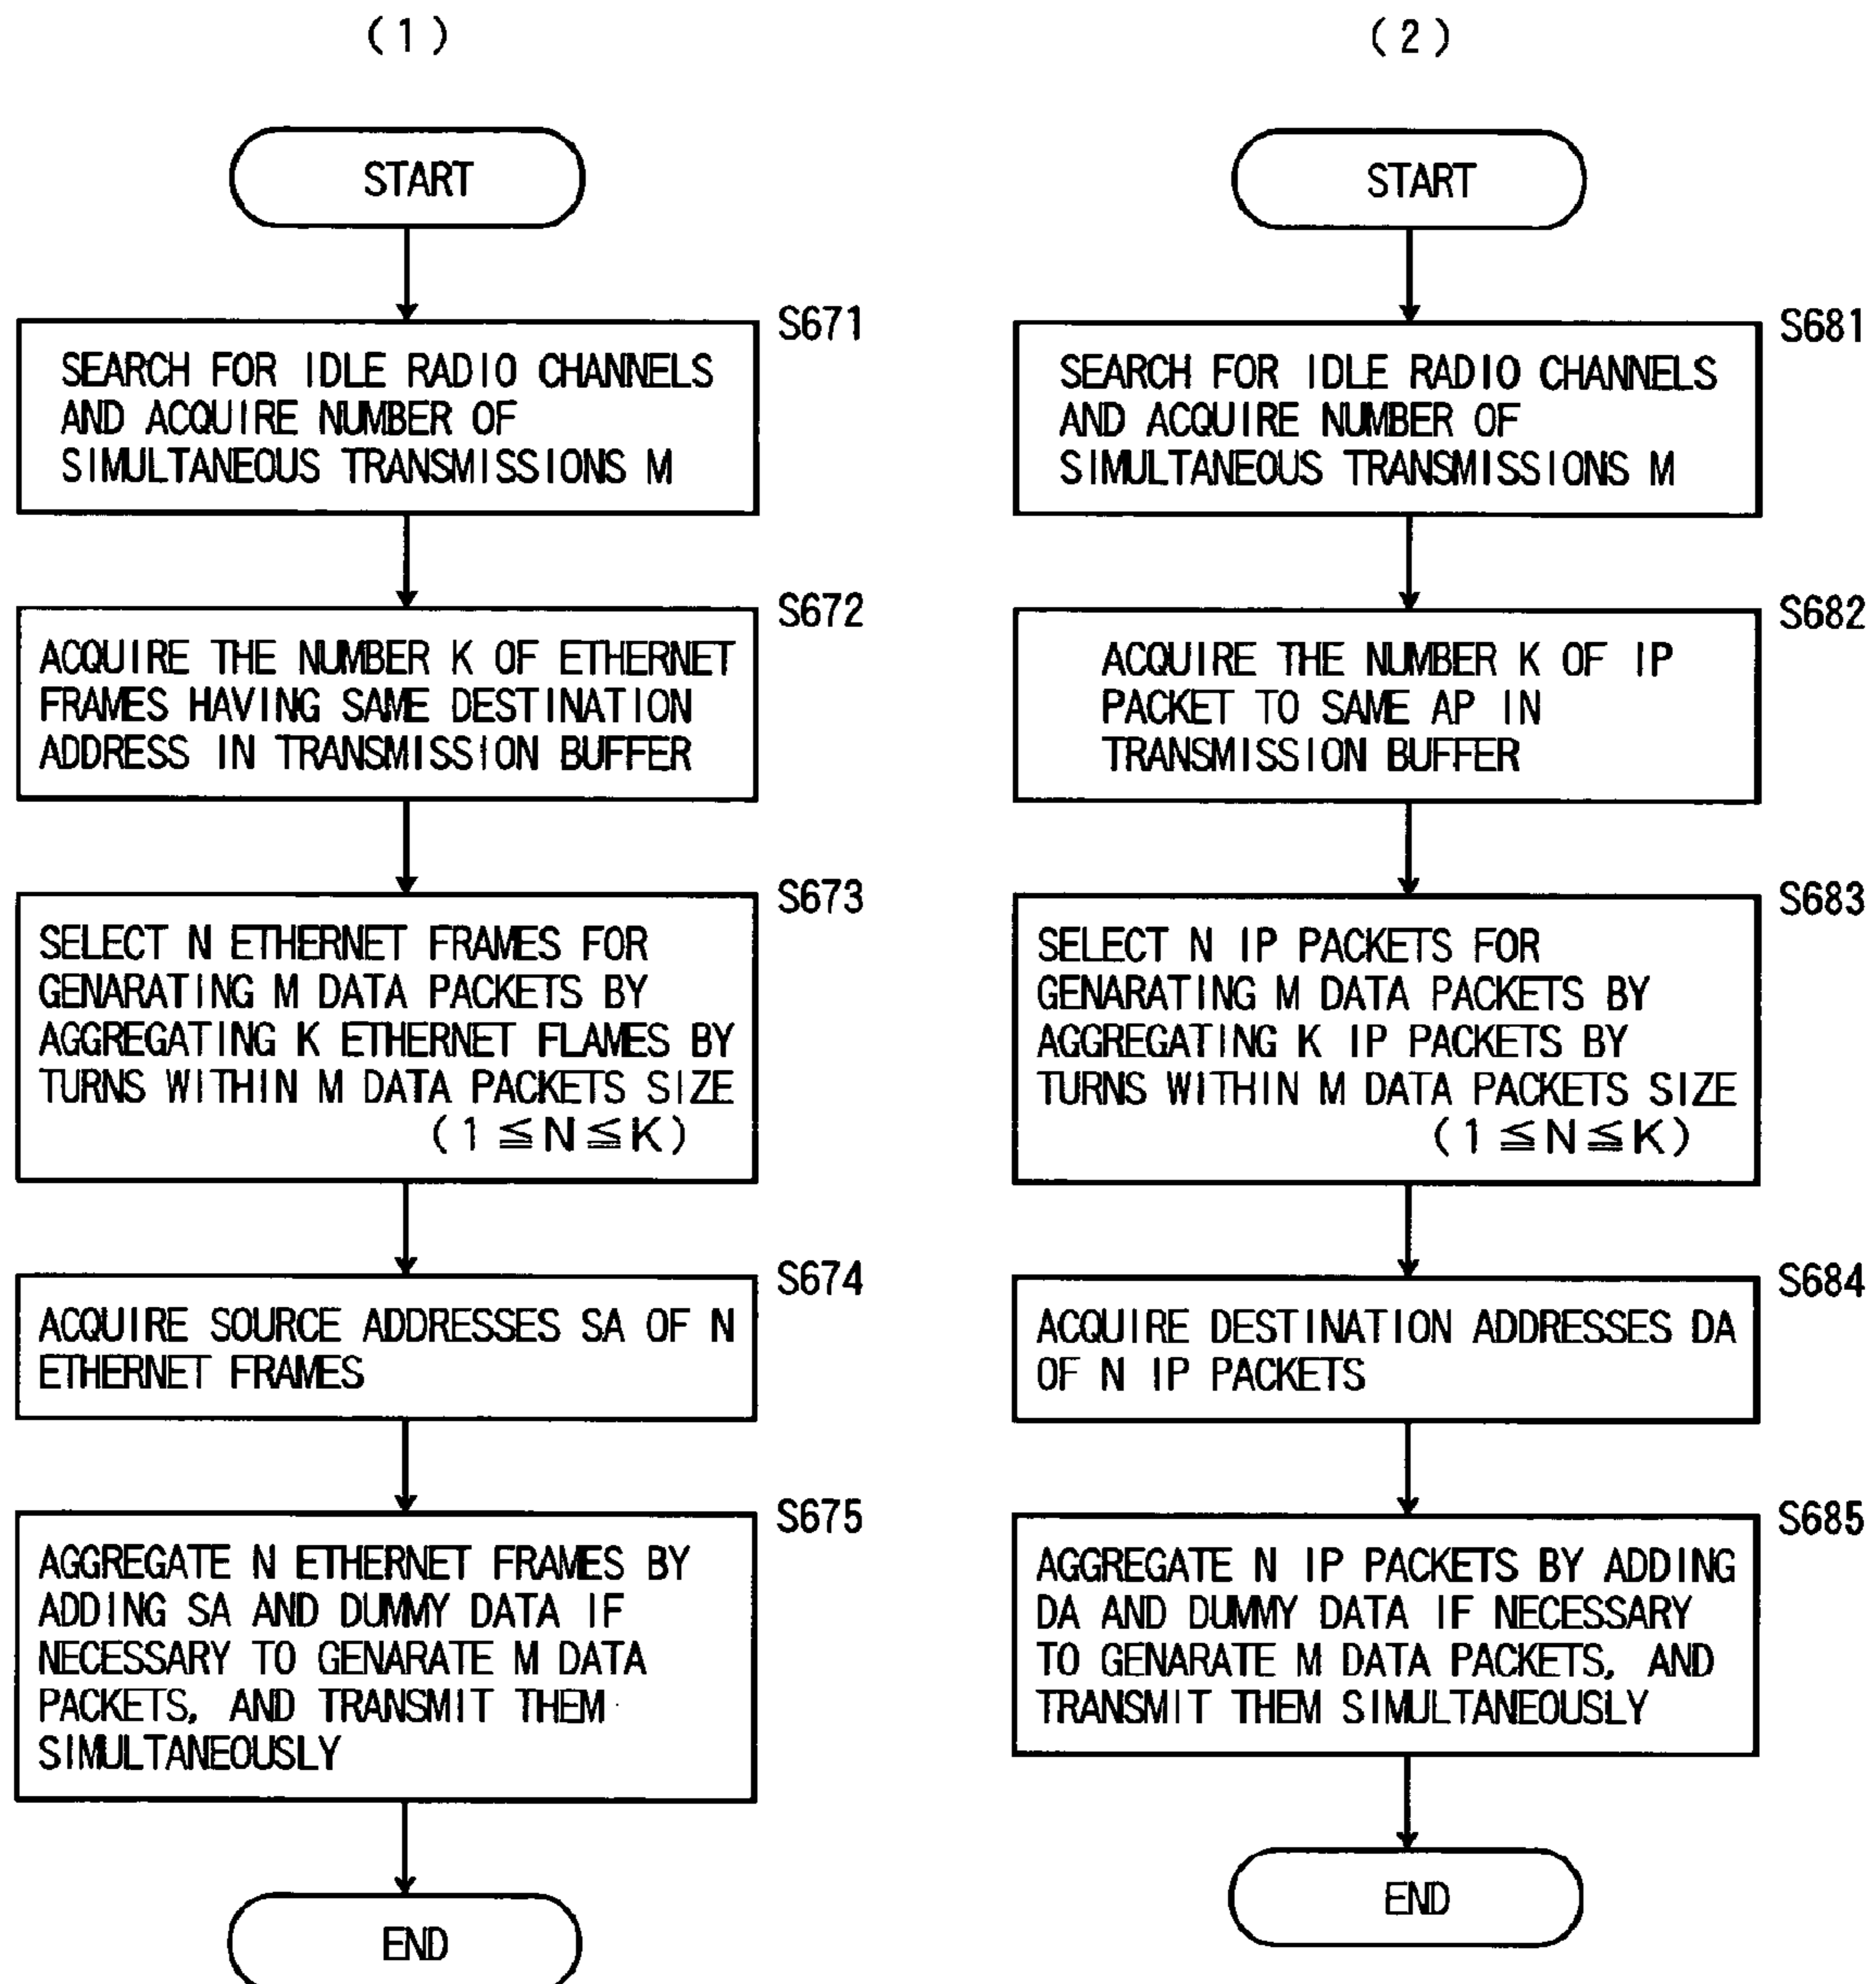 (1)
START
S671
SEARCH FOR IDLE RADIO CHANNELS
AND ACQUIRE NUMBER OF
SIMULTANEOUS TRANSMISSIONS M
S672
ACQUIRE THE NUMBER K OF ETHERNET
FRAMES HAVING SAME DESTINATION
ADDRESS IN TRANSMISSION BUFFER
S673
SELECT N ETHERNET FRAMES FOR
GENARATING M DATA PACKETS BY
AGGREGATING K ETHERNET FLAMES BY
TURNS WITHIN M DATA PACKETS SIZE
(1≦N≦K)
S674
ACQUIRE SOURCE ADDRESSES SA OF N
ETHERNET FRAMES
S675
AGGREGATE N ETHERNET FRAMES BY
ADDING SA AND DUMMY DATA IF
NECESSARY TO GENARATE M DATA
PACKETS, AND TRANSMIT THEM
SIMULTANEOUSLY
END
(2)
START
S681
SEARCH FOR IDLE RADIO CHANNELS
AND ACQUIRE NUMBER OF
SIMULTANEOUS TRANSMISSIONS M
S682
ACQUIRE THE NUMBER K OF IP
PACKET TO SAME AP IN
TRANSMISSION BUFFER
S683
SELECT N IP PACKETS FOR
GENARATING M DATA PACKETS BY
AGGREGATING K IP PACKETS BY
TURNS WITHIN M DATA PACKETS SIZE
(1≦N≦K)
S684
ACQUIRE DESTINATION ADDRESSES DA
OF N IP PACKETS
S685
AGGREGATE N IP PACKETS BY ADDING
DA AND DUMMY DATA IF NECESSARY
TO GENARATE M DATA PACKETS, AND
TRANSMIT THEM SIMULTANEOUSLY
END